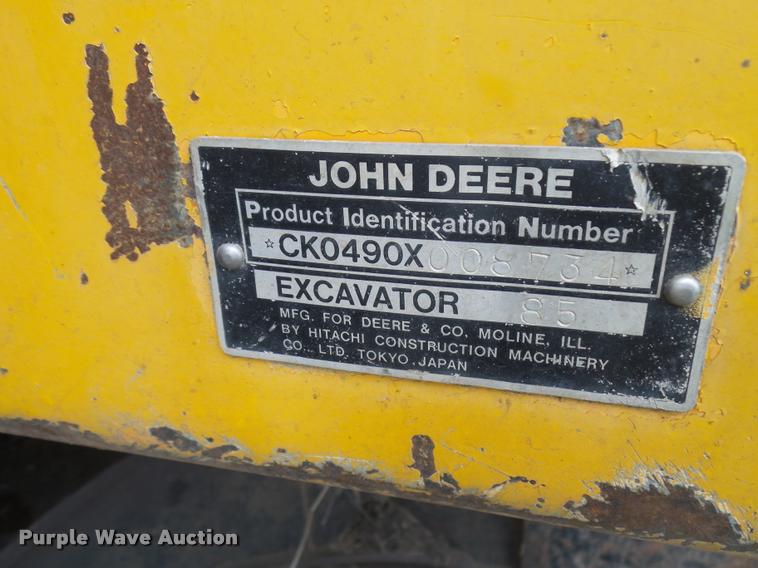 JOHN DEERE
Product Identification Number
☆CK0490X008734☆
EXCAVATOR 85
MFG. FOR DEERE & CO. MOLINE, ILL.
BY HITACHI CONSTRUCTION MACHINERY
CO., LTD. TOKYO, JAPAN
Purple Wave Auction®